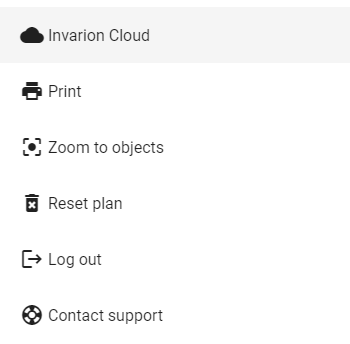 Invarion Cloud
Print
Zoom to objects
Reset plan
Log out
Contact support